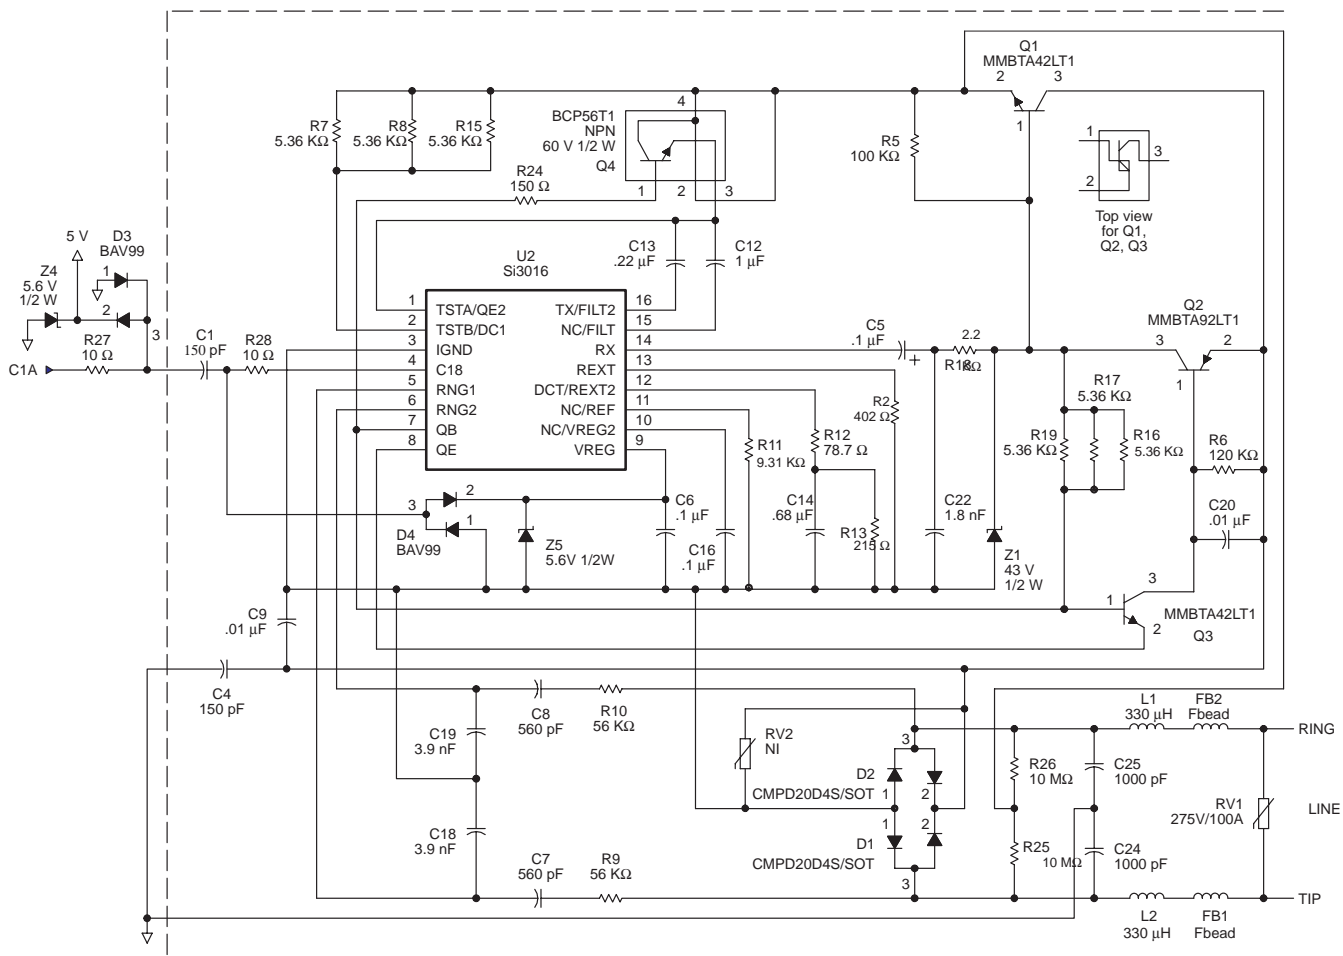 Q1
MMBTA42LT1
2
3
1
R7
5.36 KΩ
R8
5.36 KΩ
R15
5.36 KΩ
BCP56T1
NPN
60 V 1/2 W
Q4
4
1
2
3
R5
100 KΩ
1
2
3
Top view
for Q1,
Q2, Q3
R24
150 Ω
5 V
D3
BAV99
1
2
3
Z4
5.6 V
1/2 W
R27
10 Ω
C1A
C1
150 pF
R28
10 Ω
U2
Si3016
C13
.22 µF
C12
1 µF
1 TSTA/QE2 TX/FILT2 16
2 TSTB/DC1 NC/FILT 15
3 IGND RX 14
4 C18 REXT 13
5 RNG1 DCT/REXT2 12
6 RNG2 NC/REF 11
7 QB NC/VREG2 10
8 QE VREG 9
C5
.1 µF
+
2.2
R18
KΩ
Q2
MMBTA92LT1
3
2
1
R2
402 Ω
R11
9.31 KΩ
R12
78.7 Ω
R17
5.36 KΩ
R19
5.36 KΩ
R16
5.36 KΩ
R6
120 KΩ
3
2
1
D4
BAV99
Z5
5.6V 1/2W
C6
.1 µF
C16
.1 µF
C14
.68 µF
R13
215 Ω
C22
1.8 nF
Z1
43 V
1/2 W
C20
.01 µF
C9
.01 µF
3
1
2
MMBTA42LT1
Q3
C4
150 pF
C8
560 pF
R10
56 KΩ
C19
3.9 nF
C18
3.9 nF
RV2
NI
3
D2
CMPD20D4S/SOT
1
2
1
2
D1
CMPD20D4S/SOT
3
L1
330 µH
FB2
Fbead
RING
R26
10 MΩ
C25
1000 pF
RV1
275V/100A
LINE
R25
10 MΩ
C24
1000 pF
C7
560 pF
R9
56 KΩ
TIP
L2
330 µH
FB1
Fbead